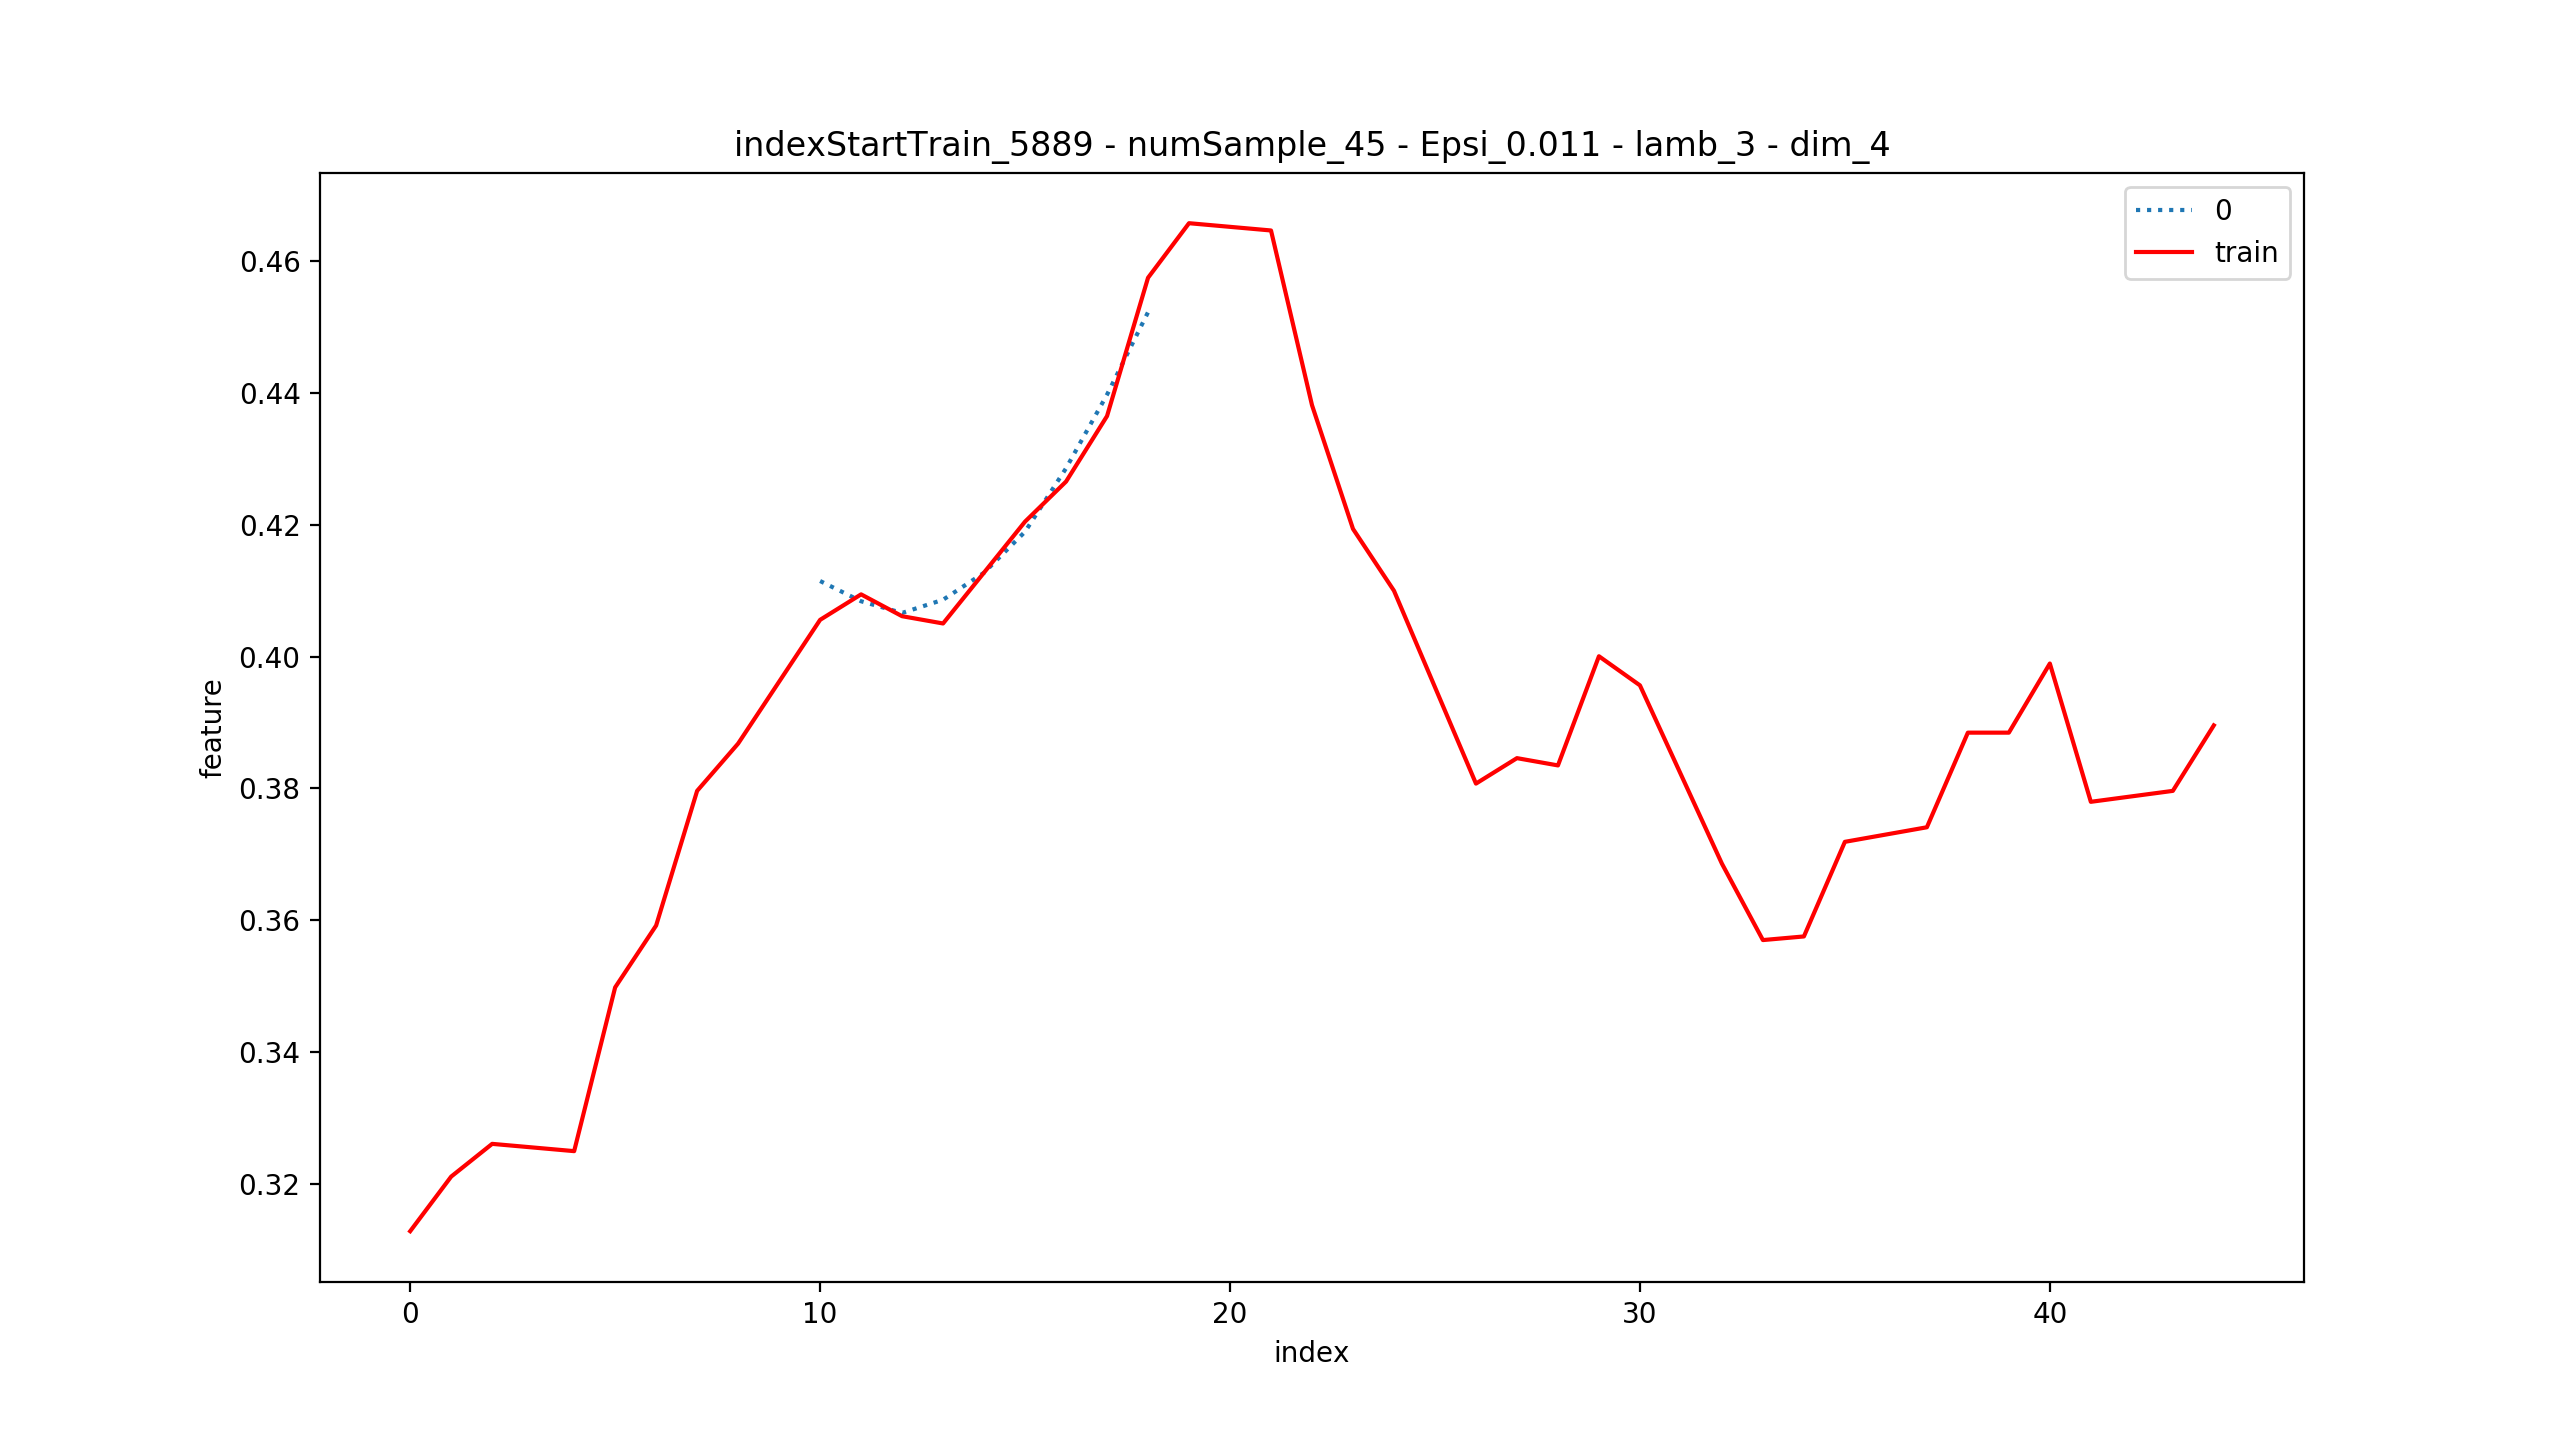 indexStartTrain_5889 - numSample_45 - Epsi_0.011 - lamb_3 - dim_4
0
train
0.46
0.44
0.42
0.40
0.38
0.36
0.34
0.32
feature
0 10 20 30 40
index